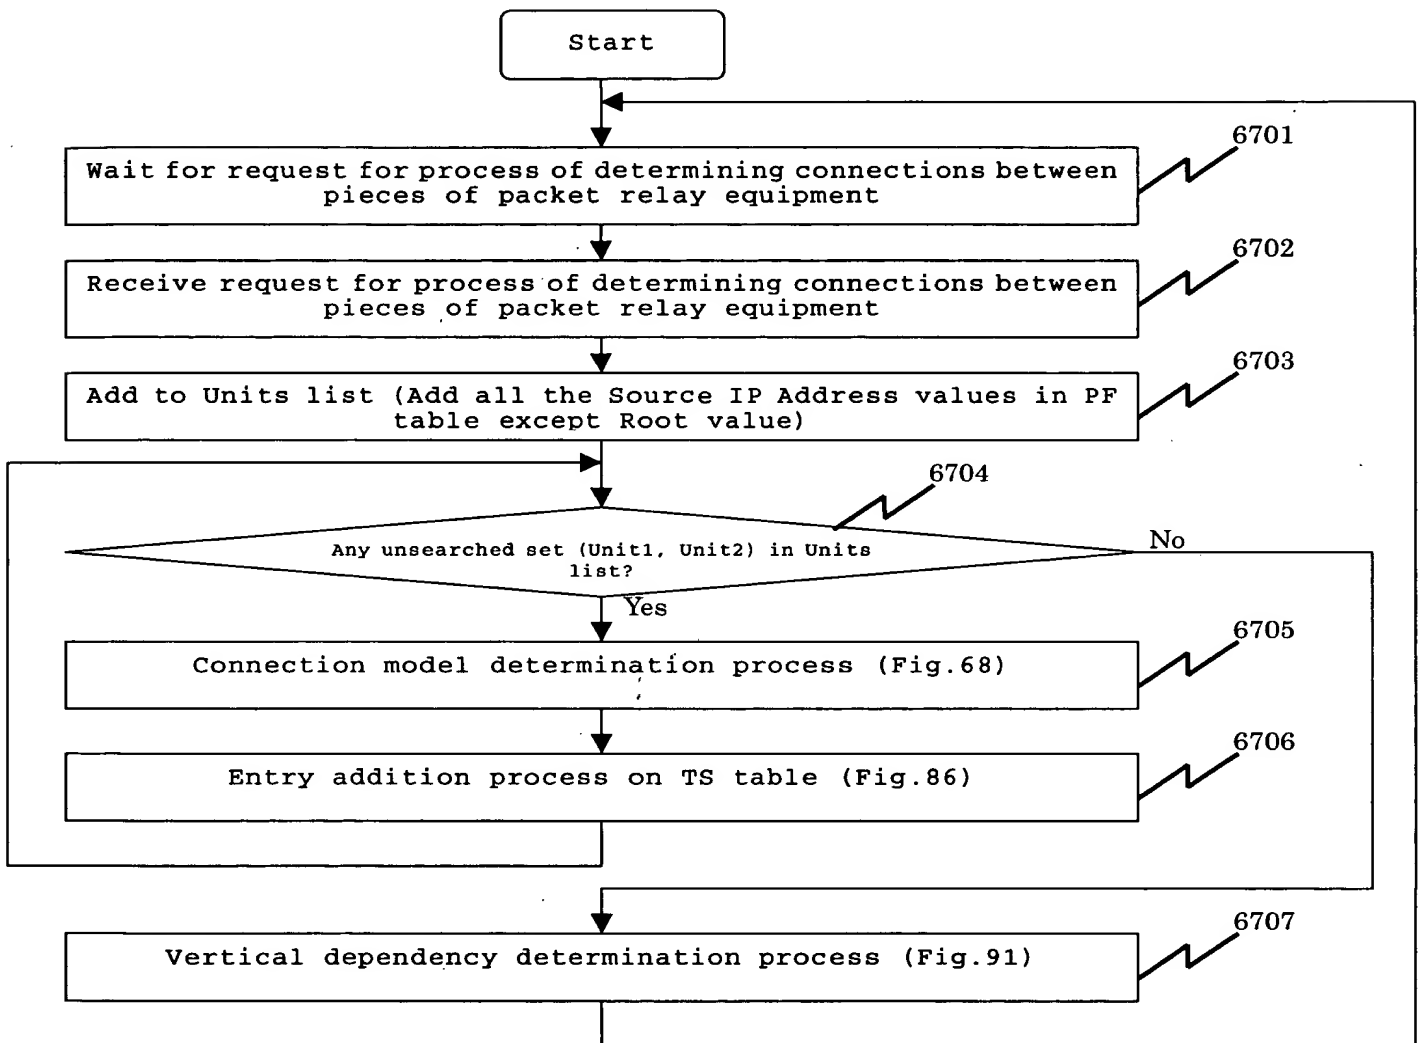 Start
6701
Wait for request for process of determining connections between
pieces of packet relay equipment
6702
Receive request for process of determining connections between
pieces of packet relay equipment
6703
Add to Units list (Add all the Source IP Address values in PF
table except Root value)
6704
Any unsearched set (Unit1, Unit2) in Units
list?
No
Yes
6705
Connection model determination process (Fig.68)
6706
Entry addition process on TS table (Fig.86)
6707
Vertical dependency determination process (Fig.91)